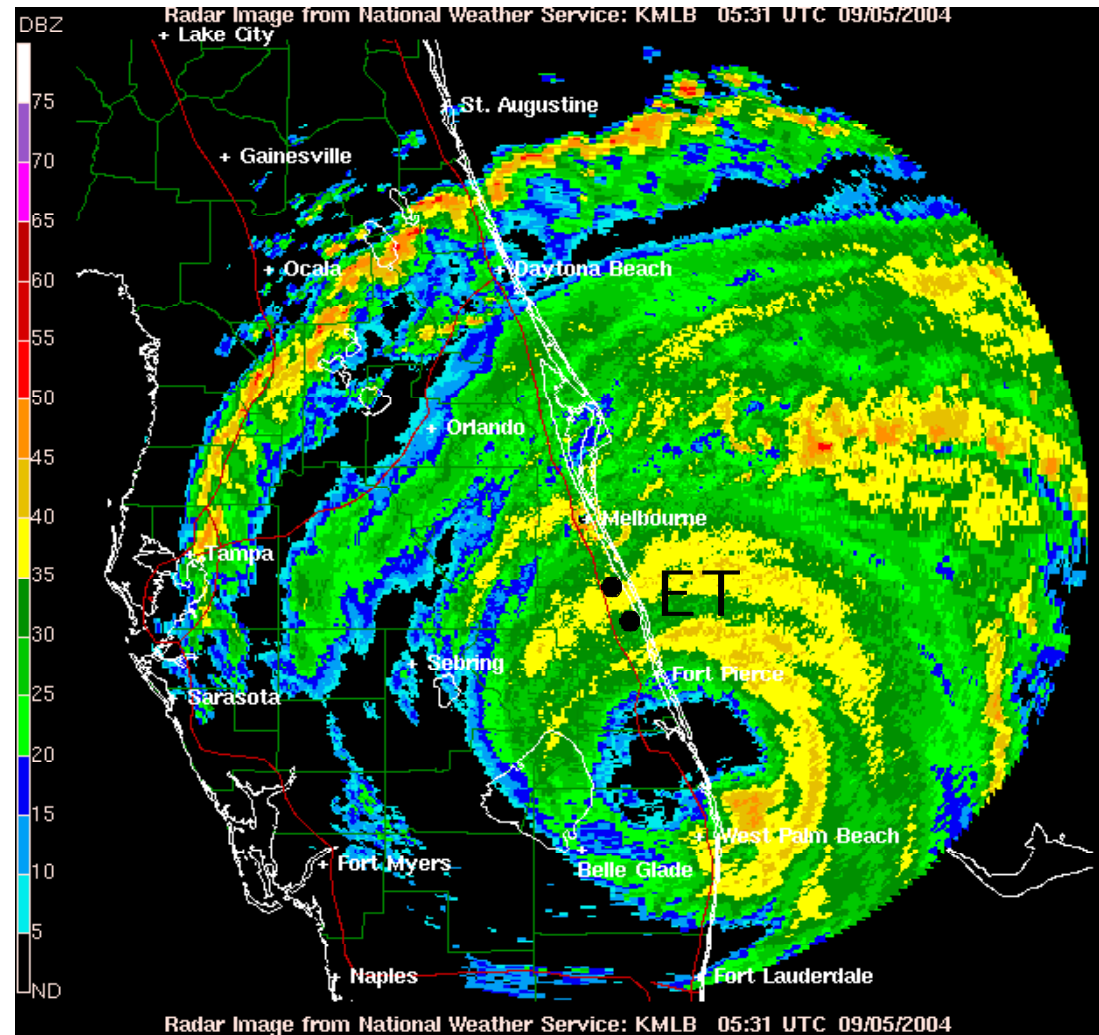 Radar Image from National Weather Service: KMLB 05:31 UTC 09/05/2004
DBZ
Lake City
75
St. Augustine
70
Gainesville
65
60
Ocala
Daytona Beach
55
50
Orlando
45
40
Melbourne
Tampa
35
ET
30
Sebring
Fort Pierce
25
Sarasota
20
15
West Palm Beach
Fort Myers
Belle Glade
10
5
Naples
Fort Lauderdale
ND
Radar Image from National Weather Service: KMLB 05:31 UTC 09/05/2004